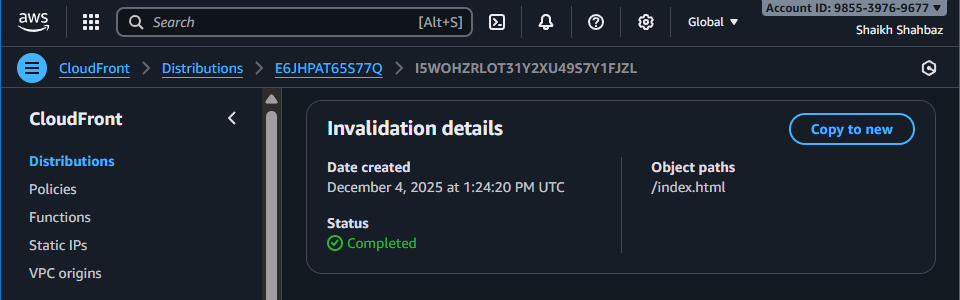 aws
Search [Alt+S]
Global
Account ID: 9855-3976-9677
Shaikh Shahbaz
CloudFront
Distributions
E6JHPAT65S77Q
I5WOHZRLOT31Y2XU49S7Y1FJZL
CloudFront
Distributions
Policies
Functions
Static IPs
VPC origins
Invalidation details
Copy to new
Date created
December 4, 2025 at 1:24:20 PM UTC
Status
Completed
Object paths
/index.html